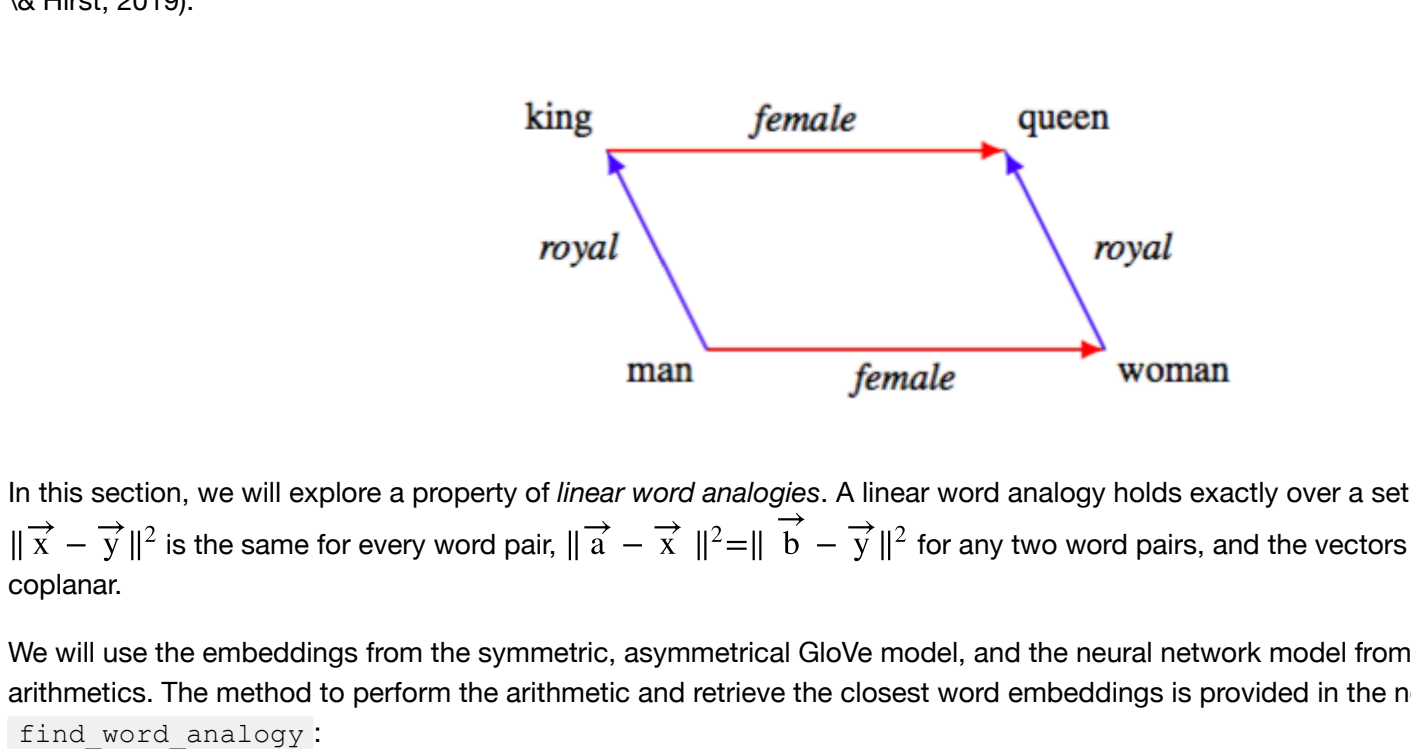 \& Hirst, 2019).
king female queen
royal royal
man female woman
In this section, we will explore a property of linear word analogies. A linear word analogy holds exactly over a set
‖x⃗ − y⃗‖² is the same for every word pair, ‖a⃗ − x⃗‖²=‖b⃗ − y⃗‖² for any two word pairs, and the vectors
coplanar.
We will use the embeddings from the symmetric, asymmetrical GloVe model, and the neural network model from
arithmetics. The method to perform the arithmetic and retrieve the closest word embeddings is provided in the
find_word_analogy: